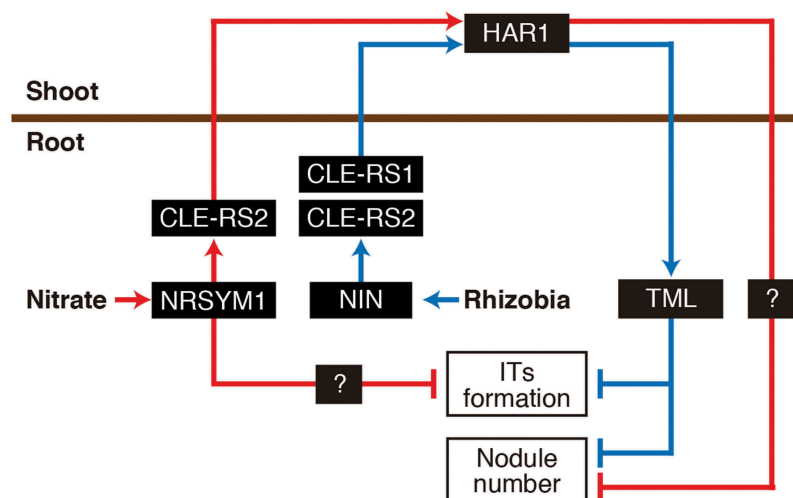 HAR1
Shoot
Root
CLE-RS1
CLE-RS2
CLE-RS2
Nitrate
NRSYM1
NIN
Rhizobia
TML
?
?
ITs
formation
Nodule
number